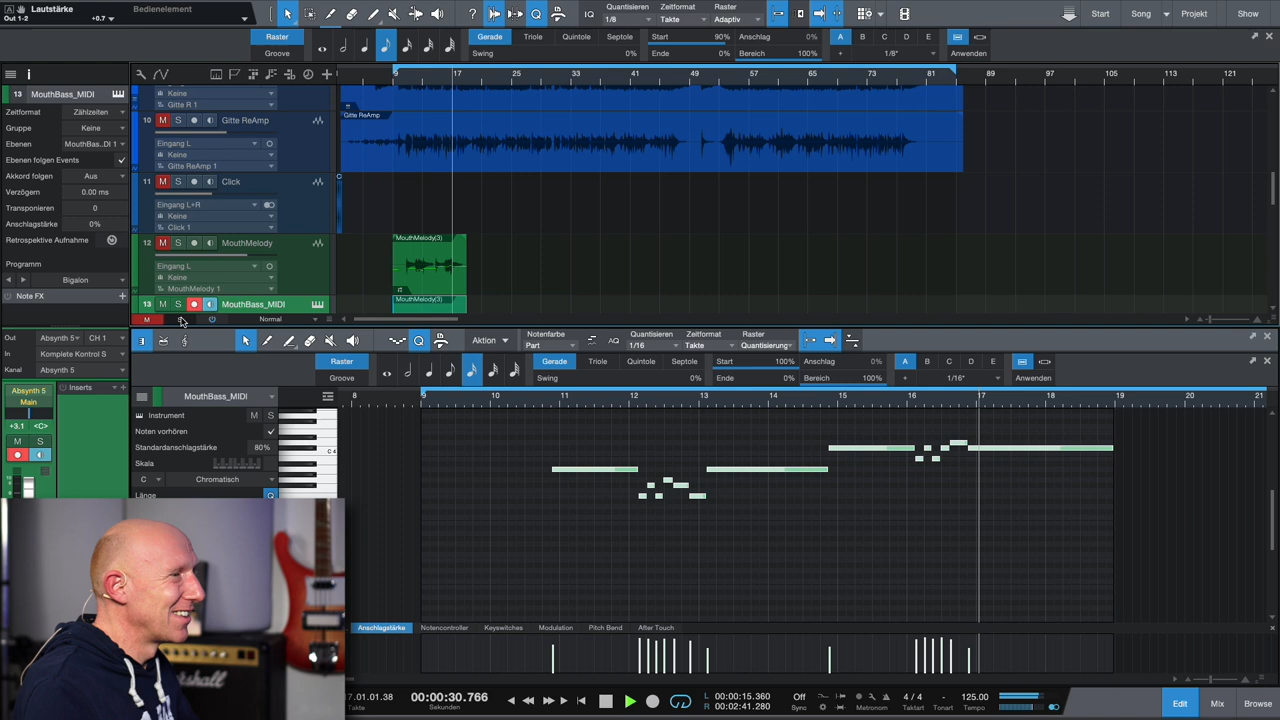 Lautstärke
Out 1-2 +0.7
Bedienelement
IQ
Quantisieren
1/8
Zeitformat
Takte
Raster
Adaptiv
Start
Song
Projekt
Show
Raster
Groove
Gerade Triole Quintole Septole
Swing 0%
Start 90%
Ende 0%
Anschlag 0%
Bereich 100%
A B C D E
1/8*
Anwenden
13 MouthBass_MIDI
Zeitformat Zählzeiten
Gruppe Keine
Ebenen MouthBas..DI 1
Ebenen folgen Events
Akkord folgen Aus
Verzögern 0.00 ms
Transponieren 0
Anschlagstärke 0%
Retrospektive Aufnahme
Programm
Bigalon
Note FX
9 17 25 33 41 49 57 65 73 81 89 97 105 113 121
Keine
Gitte R 1
10 M S Gitte ReAmp
Eingang L
Keine
Gitte ReAmp 1
11 M S Click
Eingang L+R
Keine
Click 1
12 M S MouthMelody
Eingang L
Keine
MouthMelody 1
13 M S MouthBass_MIDI
M S Normal
Gitte ReAmp
MouthMelody(3)
MouthMelody(3)
Out Absynth 5 CH 1
In Komplete Kontrol S
Kanal Absynth 5
Absynth 5
Main
Inserts
+3.1 <C>
M S
Aktion
Notenfarbe
Part
Quantisieren
1/16
Zeitformat
Takte
Raster
Quantisierung
Raster
Groove
Gerade Triole Quintole Septole
Swing 0%
Start 100%
Ende 0%
Anschlag 0%
Bereich 100%
A B C D E
1/16*
Anwenden
MouthBass_MIDI
Instrument M S
Noten vorhören
Standardanschlagstärke 80%
Skala
C Chromatisch
Länge
8 9 10 11 12 13 14 15 16 17 18 19 21
C 4
Anschlagstärke Notencontroller Keyswitches Modulation Pitch Bend After Touch
Marshall
17.01.01.38
Takte
00:00:30.766
Sekunden
L 00:00:15.360
R 00:02:41.280
Off
Sync
Metronom
4 / 4
Taktart
-
Tonart
125.00
Tempo
Edit
Mix
Browse